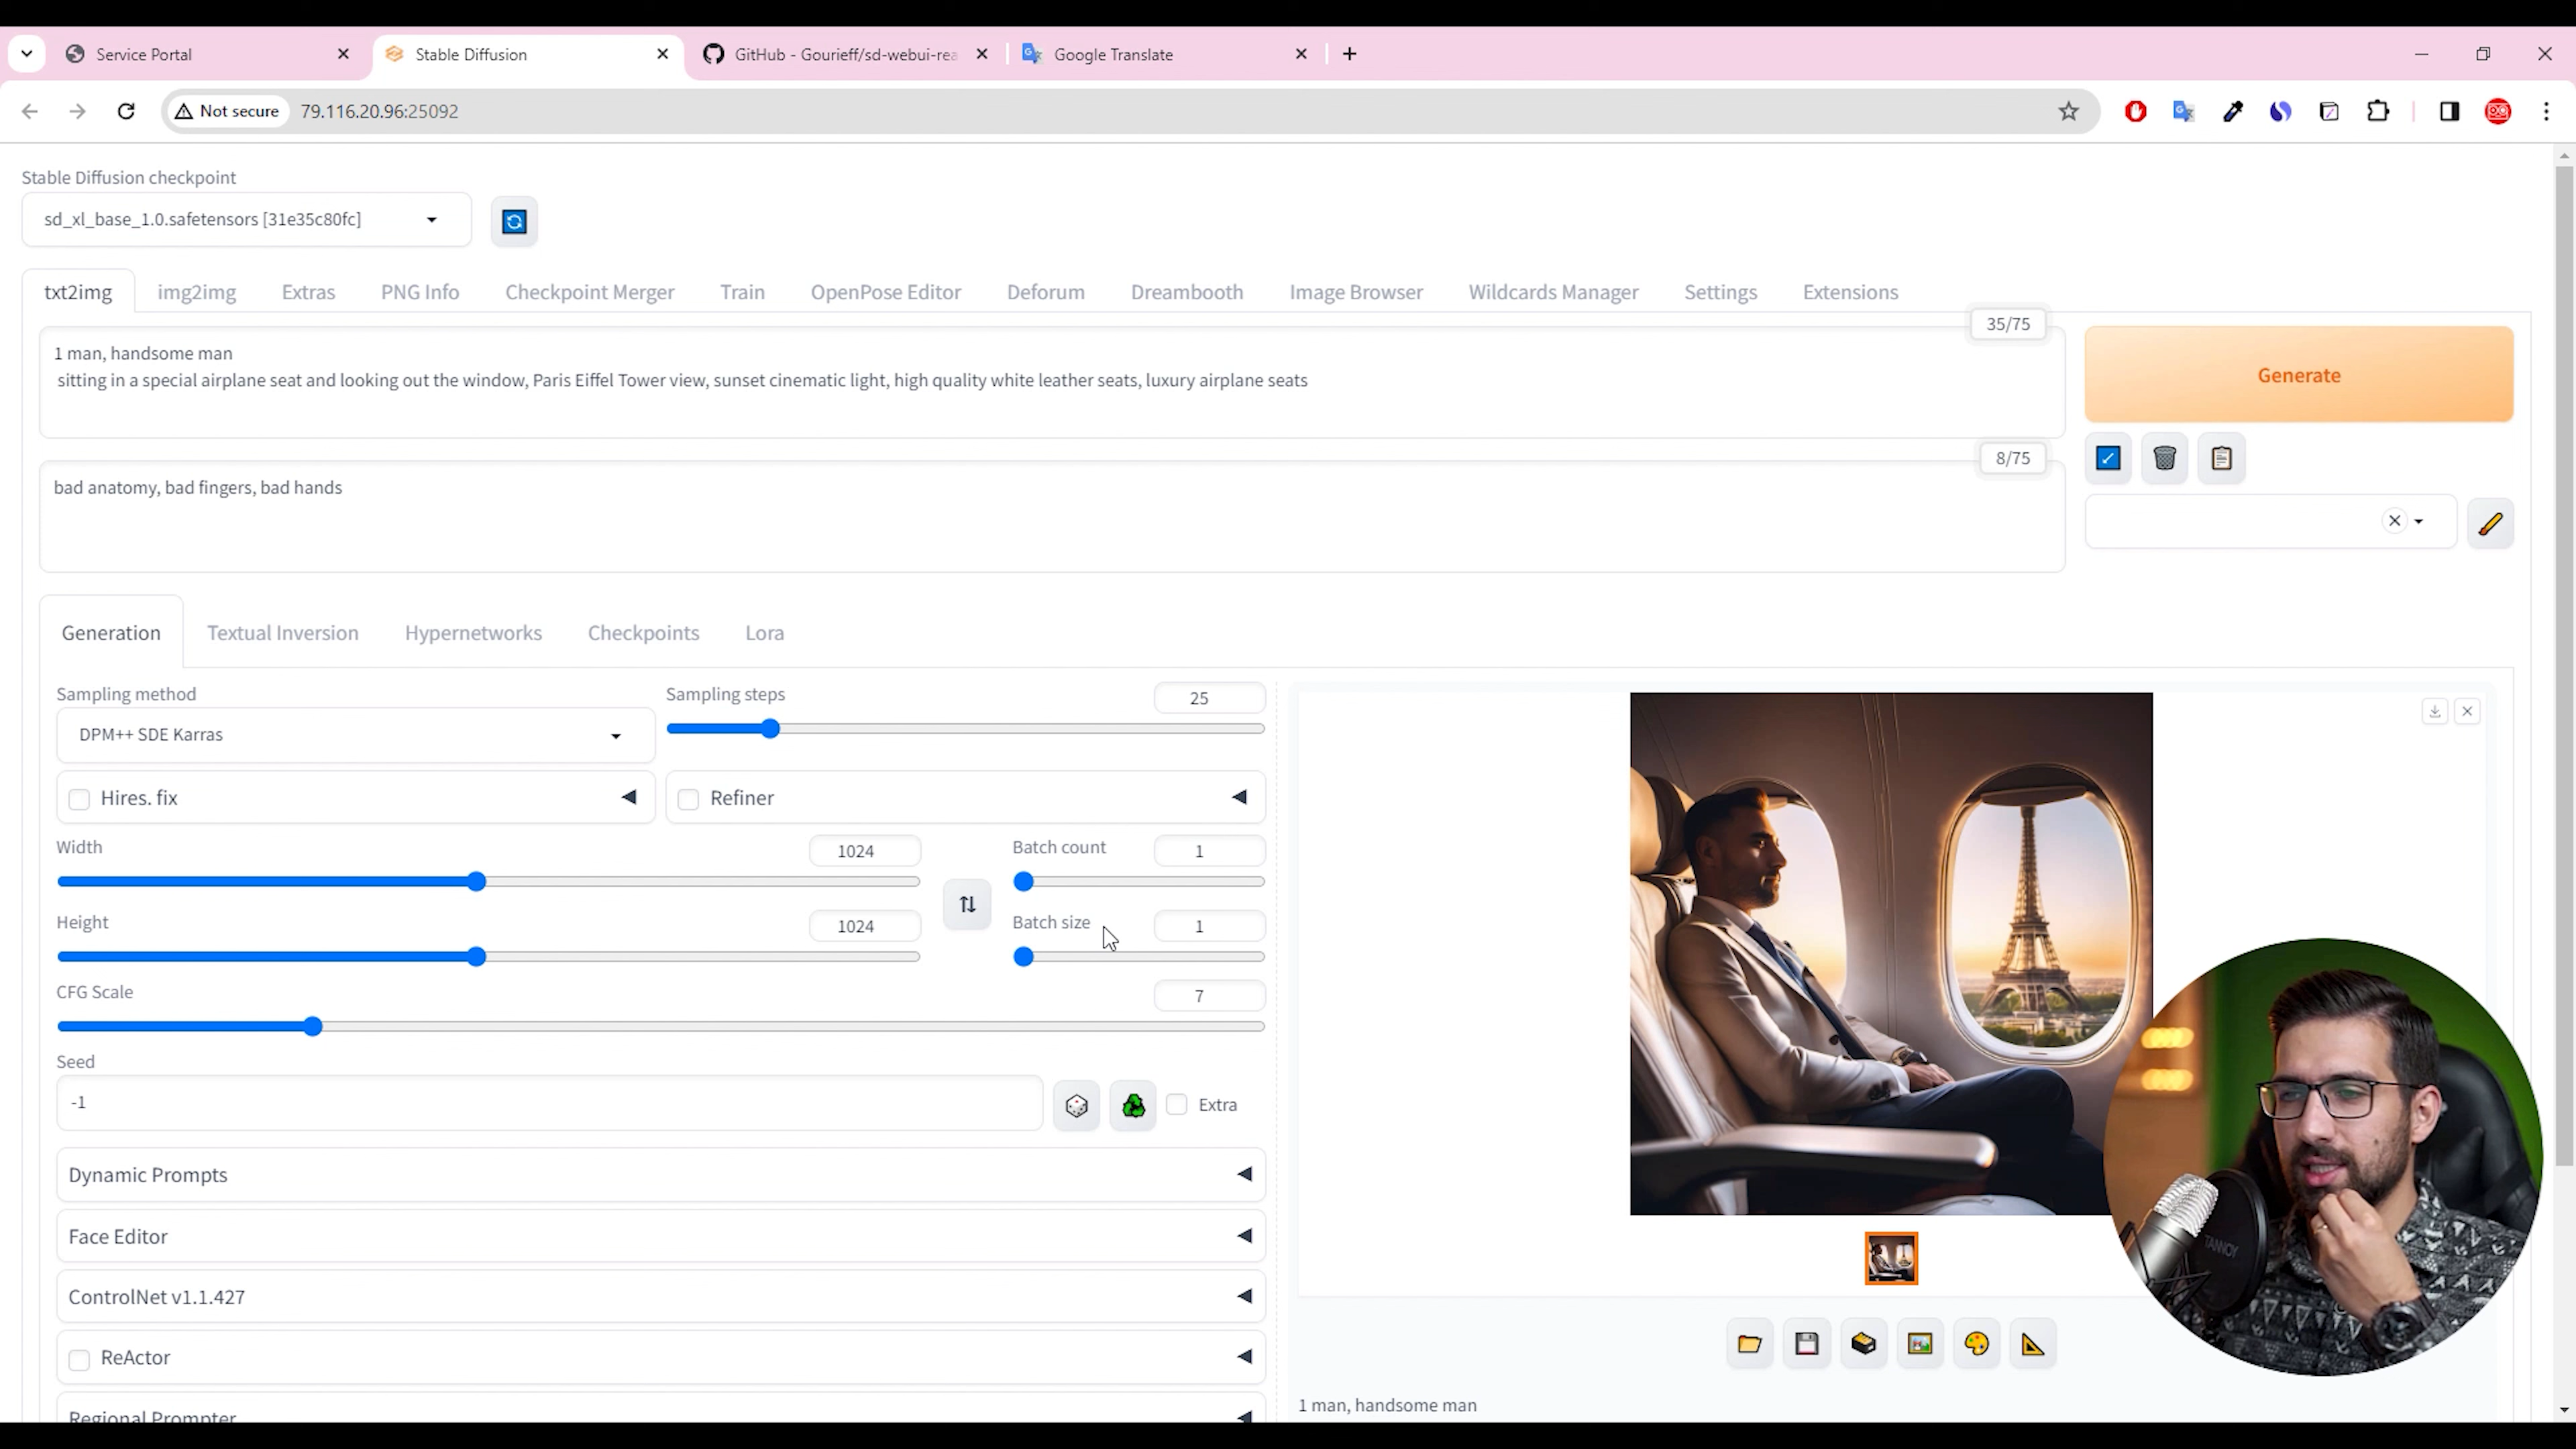 Service Portal
Stable Diffusion
GitHub - Gourieff/sd-webui-rea
Google Translate
Not secure
79.116.20.96:25092
Stable Diffusion checkpoint
sd_xl_base_1.0.safetensors [31e35c80fc]
txt2img
img2img
Extras
PNG Info
Checkpoint Merger
Train
OpenPose Editor
Deforum
Dreambooth
Image Browser
Wildcards Manager
Settings
Extensions
35/75
1 man, handsome man
sitting in a special airplane seat and looking out the window, Paris Eiffel Tower view, sunset cinematic light, high quality white leather seats, luxury airplane seats
Generate
8/75
bad anatomy, bad fingers, bad hands
Generation
Textual Inversion
Hypernetworks
Checkpoints
Lora
Sampling method
DPM++ SDE Karras
Sampling steps
25
Hires. fix
Refiner
Width
1024
Batch count
1
Height
1024
Batch size
1
CFG Scale
7
Seed
-1
Extra
Dynamic Prompts
Face Editor
ControlNet v1.1.427
ReActor
Regional Prompter
TANNOY
1 man, handsome man